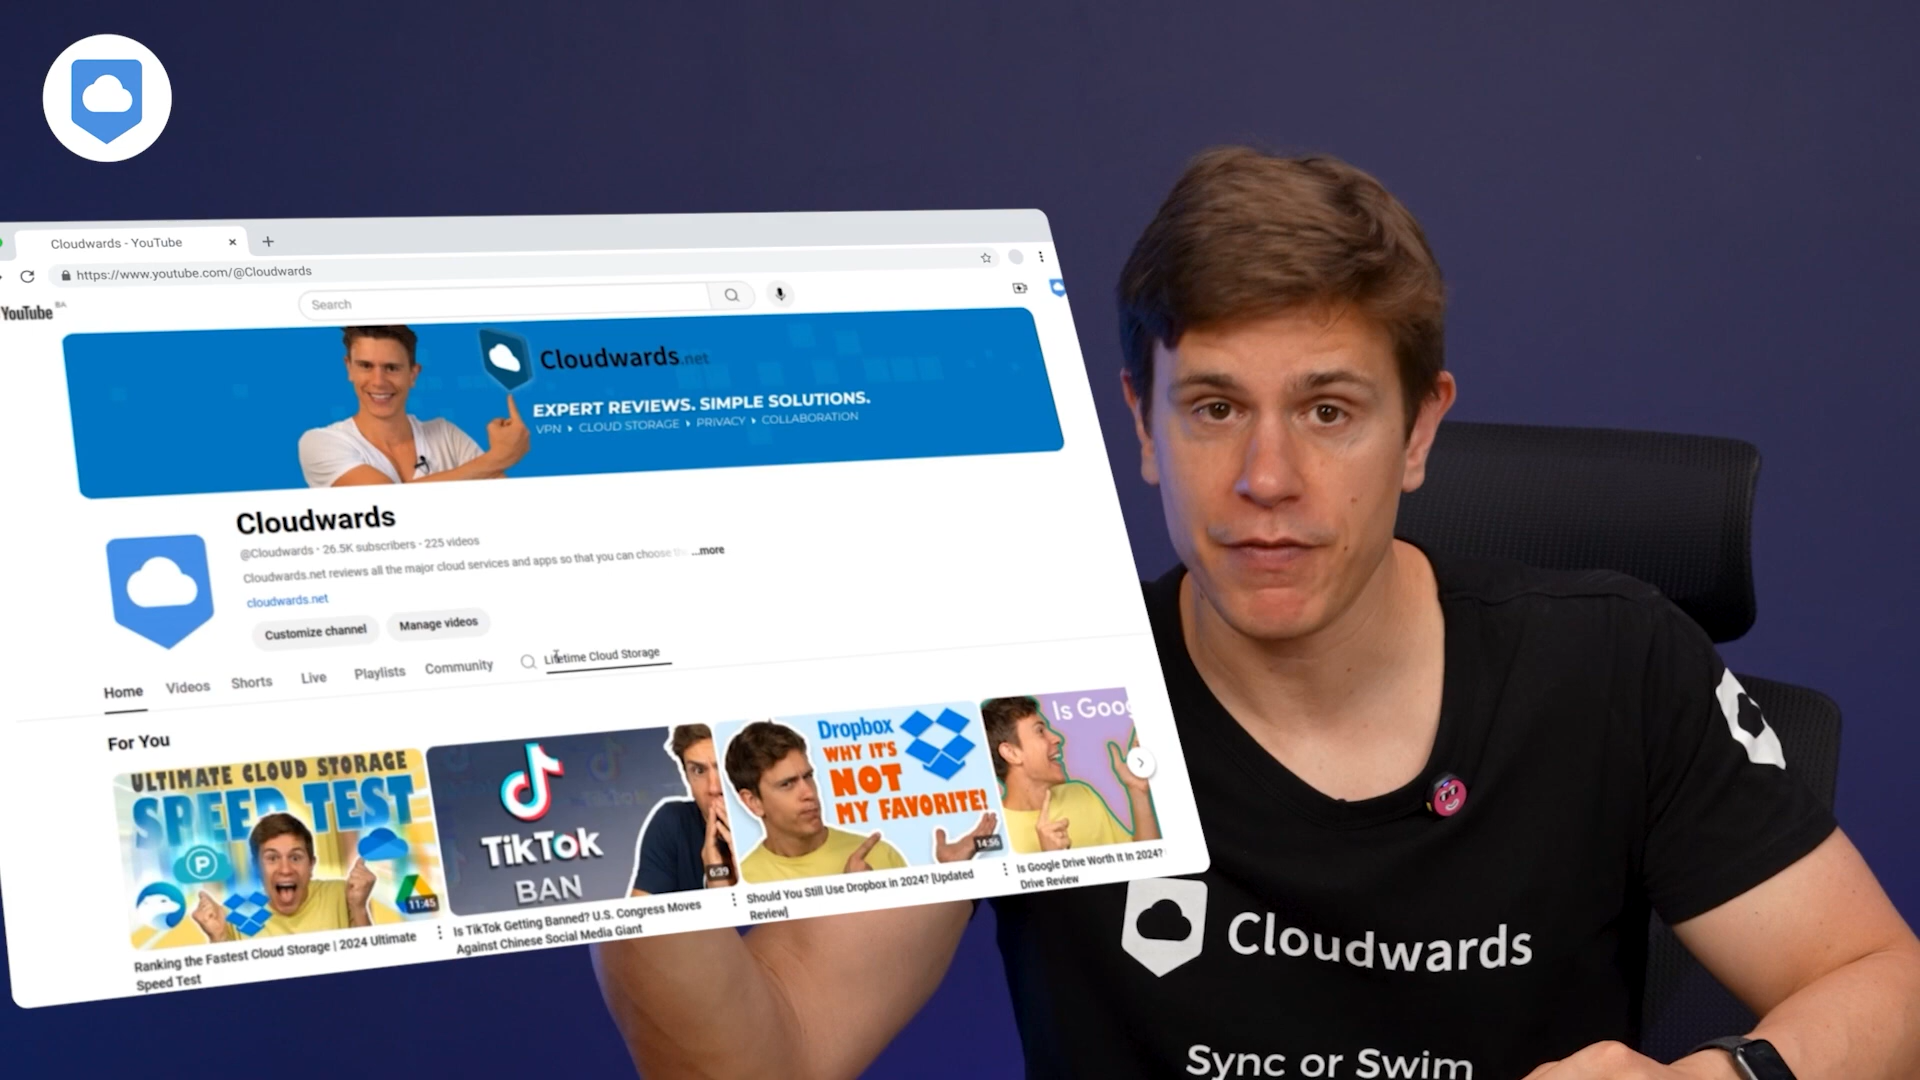 Cloudwards - YouTube
https://www.youtube.com/@Cloudwards
YouTube BA
Search
Cloudwards.net
EXPERT REVIEWS. SIMPLE SOLUTIONS.
VPN CLOUD STORAGE PRIVACY COLLABORATION
Cloudwards
@Cloudwards · 26.5K subscribers · 225 videos
Cloudwards.net reviews all the major cloud services and apps so that you can choose ...more
cloudwards.net
Customize channel
Manage videos
Home Videos Shorts Live Playlists Community Lifetime Cloud Storage
For You
ULTIMATE CLOUD STORAGE
SPEED TEST
P
11:45
Ranking the Fastest Cloud Storage | 2024 Ultimate
Speed Test
TikTok
BAN
6:39
Is TikTok Getting Banned? U.S. Congress Moves
Against Chinese Social Media Giant
Dropbox
WHY IT'S
NOT
MY FAVORITE!
14:56
Should You Still Use Dropbox in 2024? [Updated
Review]
Is Goog
Is Google Drive Worth It in 2024?
Drive Review
Cloudwards
Sync or Swim